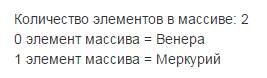 Количество элементов в массиве: 2
0 элемент массива = Венера
1 элемент массива = Меркурий